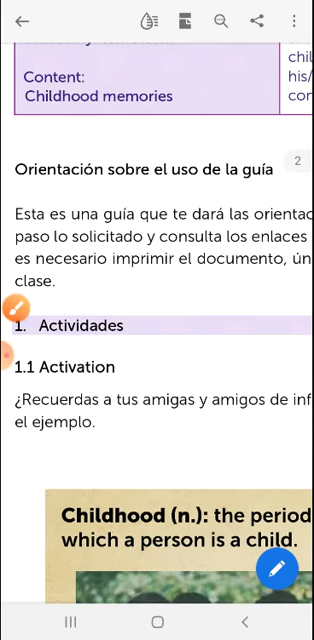 chil
Content:
his/
Childhood memories
cor
2
Orientación sobre el uso de la guía
Esta es una guía que te dará las orientac
paso lo solicitado y consulta los enlaces
es necesario imprimir el documento, ún
clase.
1. Actividades
1.1 Activation
¿Recuerdas a tus amigas y amigos de inf
el ejemplo.
Childhood (n.): the period
which a person is a child.